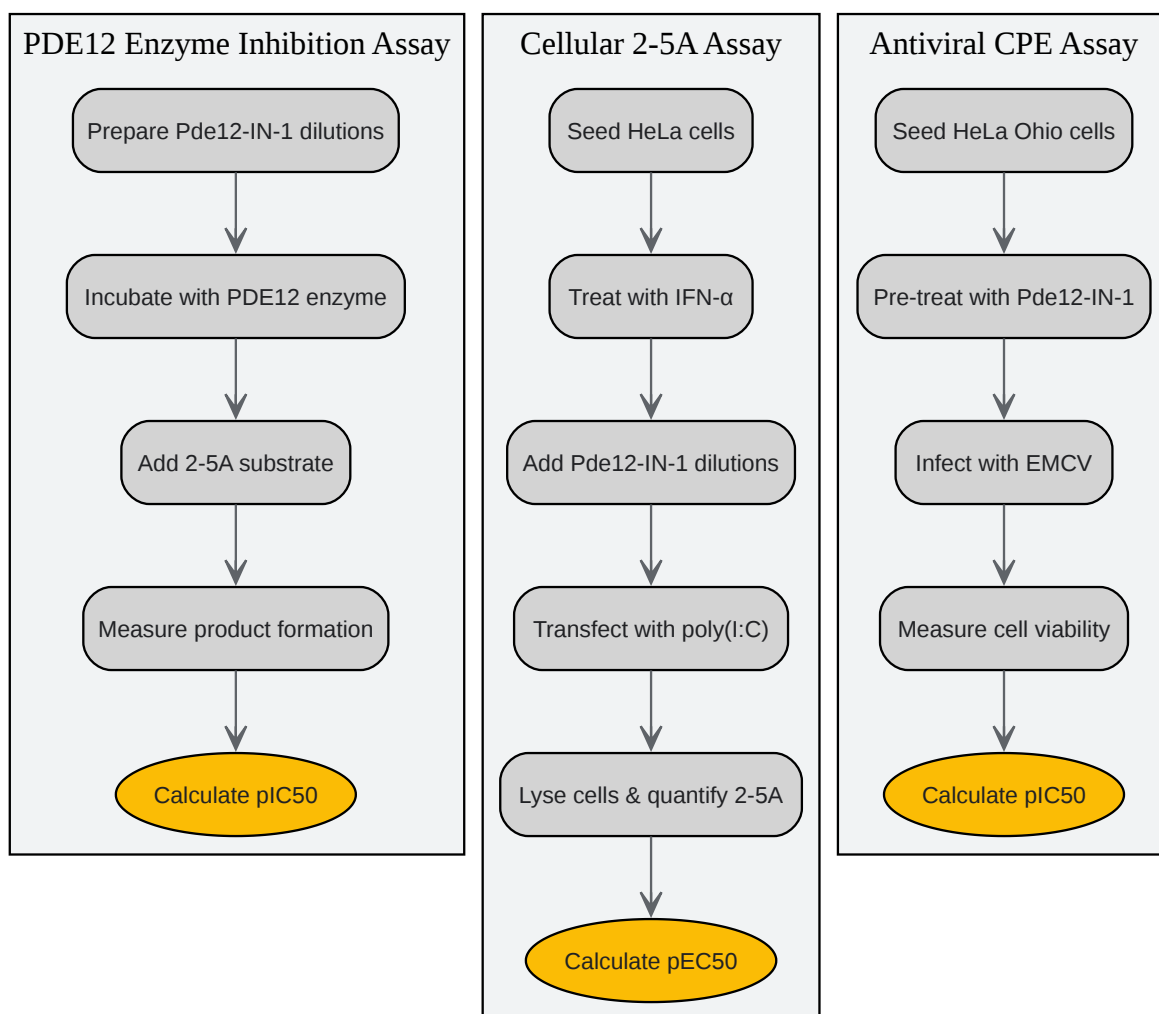 PDE12 Enzyme Inhibition Assay
Prepare Pde12-IN-1 dilutions
Incubate with PDE12 enzyme
Add 2-5A substrate
Measure product formation
Calculate pIC50
Cellular 2-5A Assay
Seed HeLa cells
Treat with IFN-α
Add Pde12-IN-1 dilutions
Transfect with poly(I:C)
Lyse cells & quantify 2-5A
Calculate pEC50
Antiviral CPE Assay
Seed HeLa Ohio cells
Pre-treat with Pde12-IN-1
Infect with EMCV
Measure cell viability
Calculate pIC50